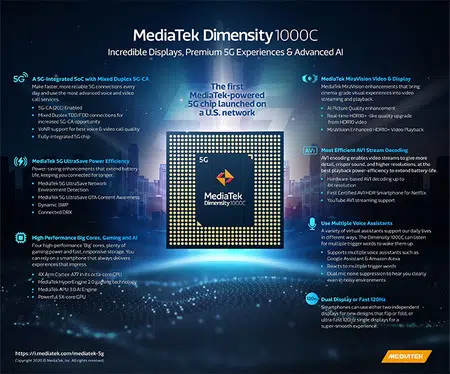 MediaTek Dimensity 1000C
Incredible Displays, Premium 5G Experiences & Advanced AI
5G
A 5G-Integrated SoC with Mixed Duplex 5G-CA
Make faster, more reliable 5G connections every
day and use the most advanced voice and
video call services.
5G-CA (2CC) Enabled
Mixed Duplex TDD/FDD connections for
increased 5G-CA opportunity
VoNR support for best voice & video call quality
Fully-integrated 5G chip
MediaTek 5G UltraSave Power Efficiency
Power-saving enhancements that extend battery
life, keeping you connected for longer.
MediaTek 5G UltraSave Network
Environment Detection
MediaTek 5G UltraSave OTA Content Awareness
Dynamic BWP
Connected DRX
High Performance Big Cores, Gaming and AI
Four high-performance 'Big' cores, plenty of
gaming power and fast, responsive storage. You
can rely on a smartphone that always delivers
experiences that impress.
4X Arm Cortex-A77 in its octa-core CPU
MediaTek HyperEngine 2.0 gaming technology
MediaTek APU 3.0 AI Engine
Powerful 5X-core GPU
The first
MediaTek-powered
5G chip launched on
a U.S. network
5G
MediaTek
Dimensity
1000C
MediaTek MiraVision Video & Display
MediaTek MiraVision enhancements that bring
cinema-grade visual experiences into video
streaming and playback.
AI Picture Quality enhancement
Real-time HDR10+ like-quality upgrade
from HDR10 video
MiraVision Enhanced HDR10+ Video Playback
AV1
Most Efficient AV1 Stream Decoding
AV1 encoding enables video streams to give more
detail, crisper sound, and higher resolutions, at the
best playback power-efficiency to extend battery life.
Hardware-based AV1 decoding up to
4K resolution
First Certified AV1 HDR Smartphone for Netflix
YouTube AV1 streaming support
Use Multiple Voice Assistants
A variety of virtual assistants support our daily lives
in different ways. The Dimensity 1000C can listen for
multiple trigger words to wake them up.
Supports multiple voice assistants such as
Google Assistant & Amazon Alexa
Reacts to multiple trigger words
Dual mic noise suppression to hear you clearly
even in noisy environments
Dual Display or Fast 120Hz
Smartphones can use either two independent
displays for new designs that flip or fold, or
ultra-fast 120Hz single displays for a
super-smooth experience.
https://i.mediatek.com/mediatek-5g
Copyright 2020 © MediaTek, Inc. All rights reserved.
MEDIATEK